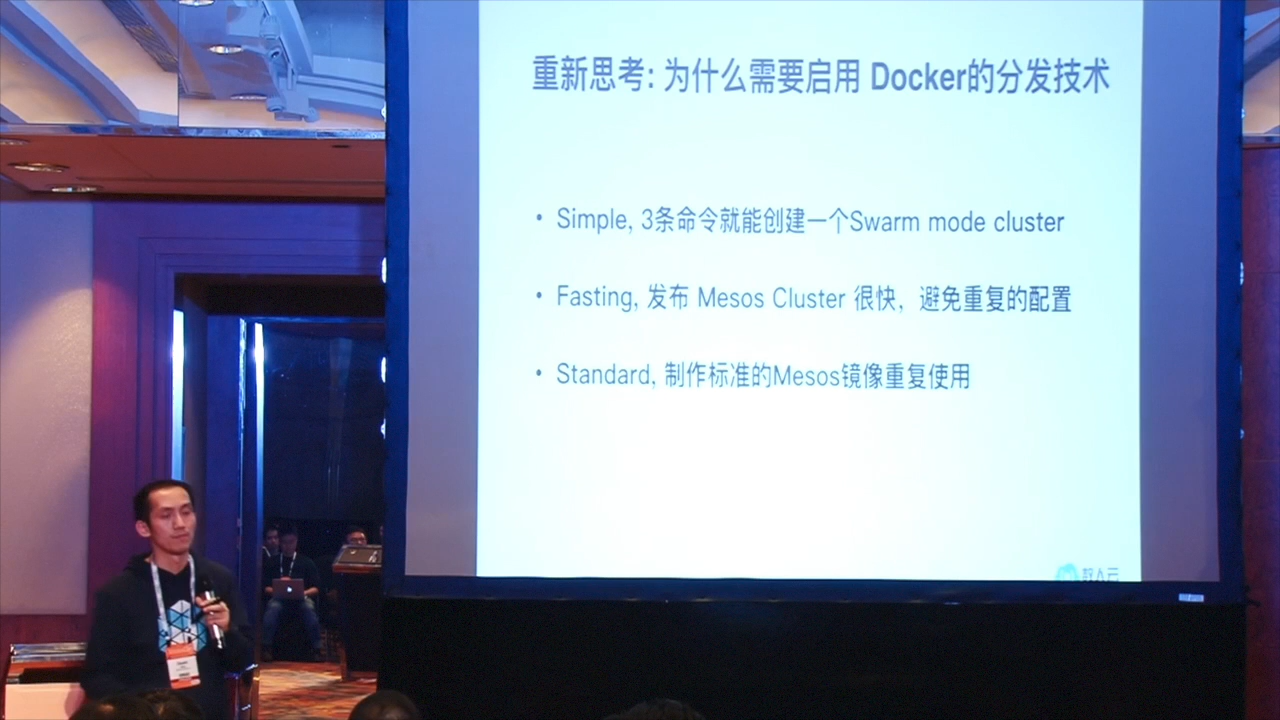 重新思考: 为什么需要启用 Docker的分发技术
• Simple, 3条命令就能创建一个Swarm mode cluster
• Fasting, 发布 Mesos Cluster 很快，避免重复的配置
• Standard, 制作标准的Mesos镜像重复使用
数人云